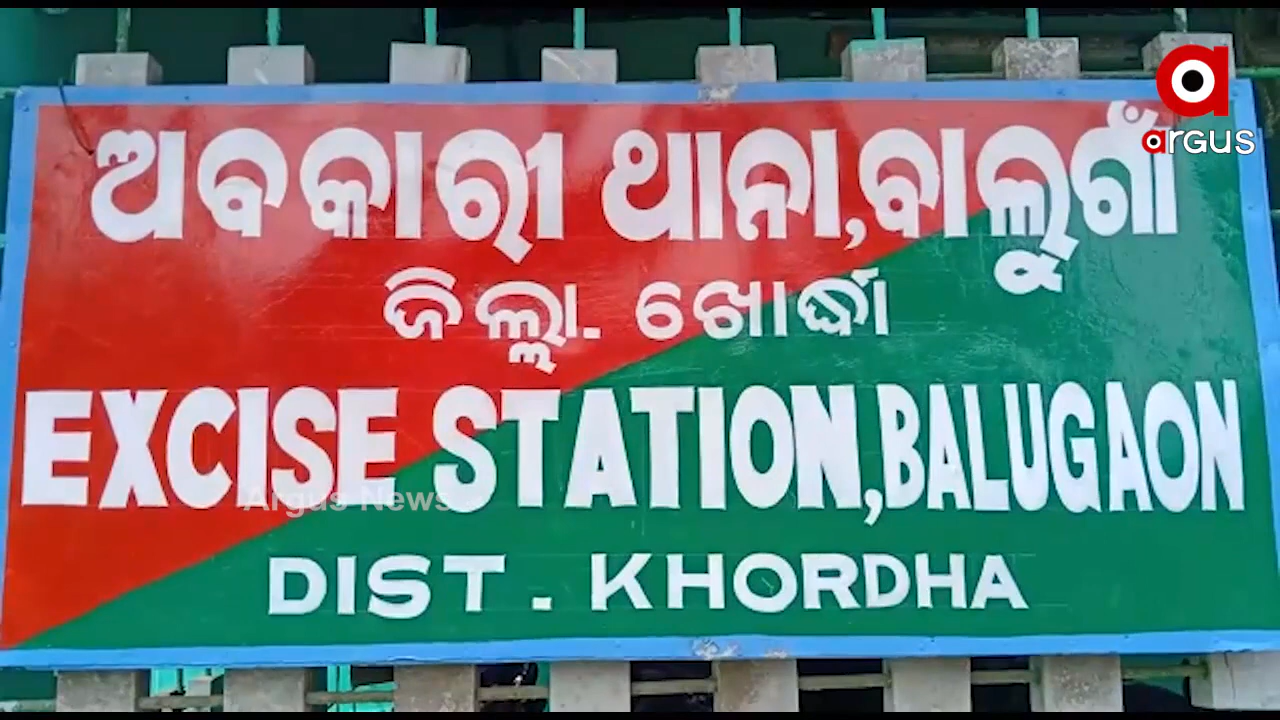 ଅବକାରୀ ଥାନା,ବାଲୁଗାଁ
ଜିଲ୍ଲା. ଖୋର୍ଦ୍ଧା
EXCISE STATION,BALUGAON
DIST. KHORDHA
argus
Argus News